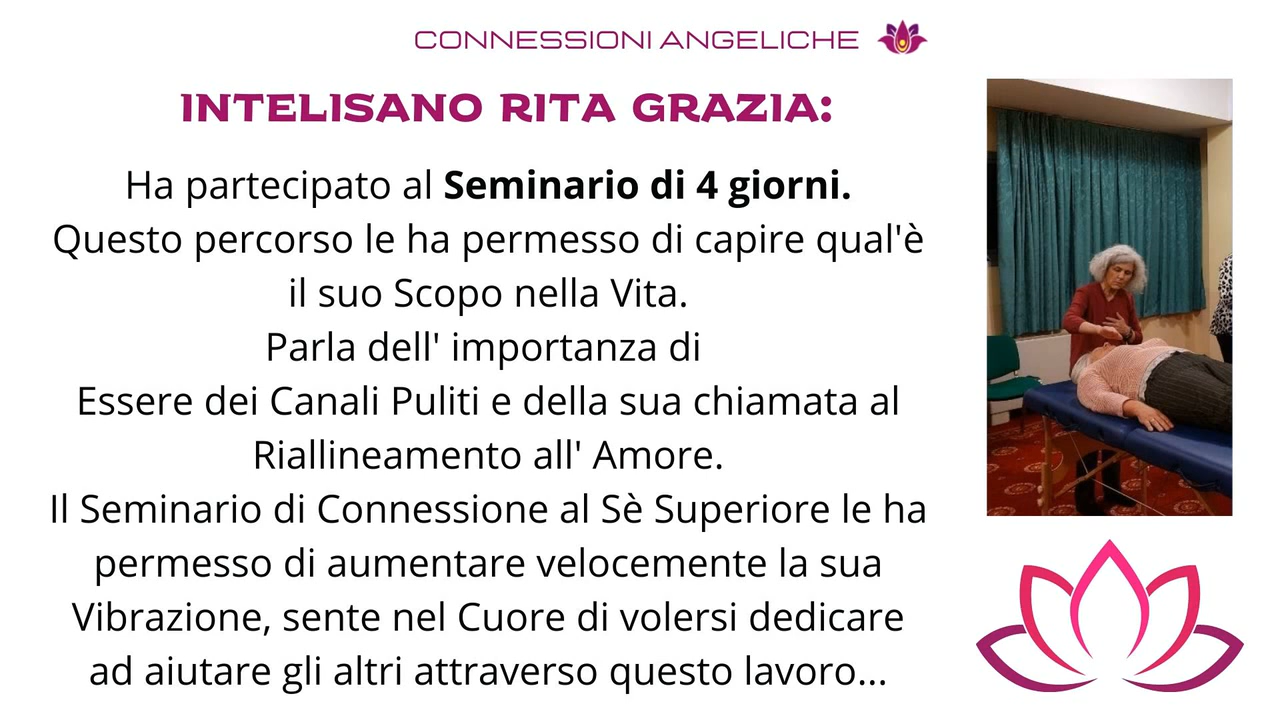 CONNESSIONI ANGELICHE
INTELISANO RITA GRAZIA:
Ha partecipato al Seminario di 4 giorni.
Questo percorso le ha permesso di capire qual'è
il suo Scopo nella Vita.
Parla dell' importanza di
Essere dei Canali Puliti e della sua chiamata al
Riallineamento all' Amore.
Il Seminario di Connessione al Sè Superiore le ha
permesso di aumentare velocemente la sua
Vibrazione, sente nel Cuore di volersi dedicare
ad aiutare gli altri attraverso questo lavoro...